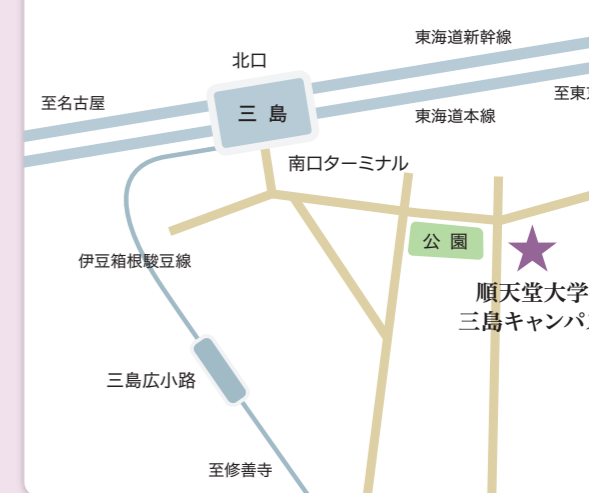 東海道新幹線
北口
至名古屋
至東
三島
東海道本線
南口ターミナル
公園
伊豆箱根駿豆線
順天堂大学
三島キャンパ
三島広小路
至修善寺